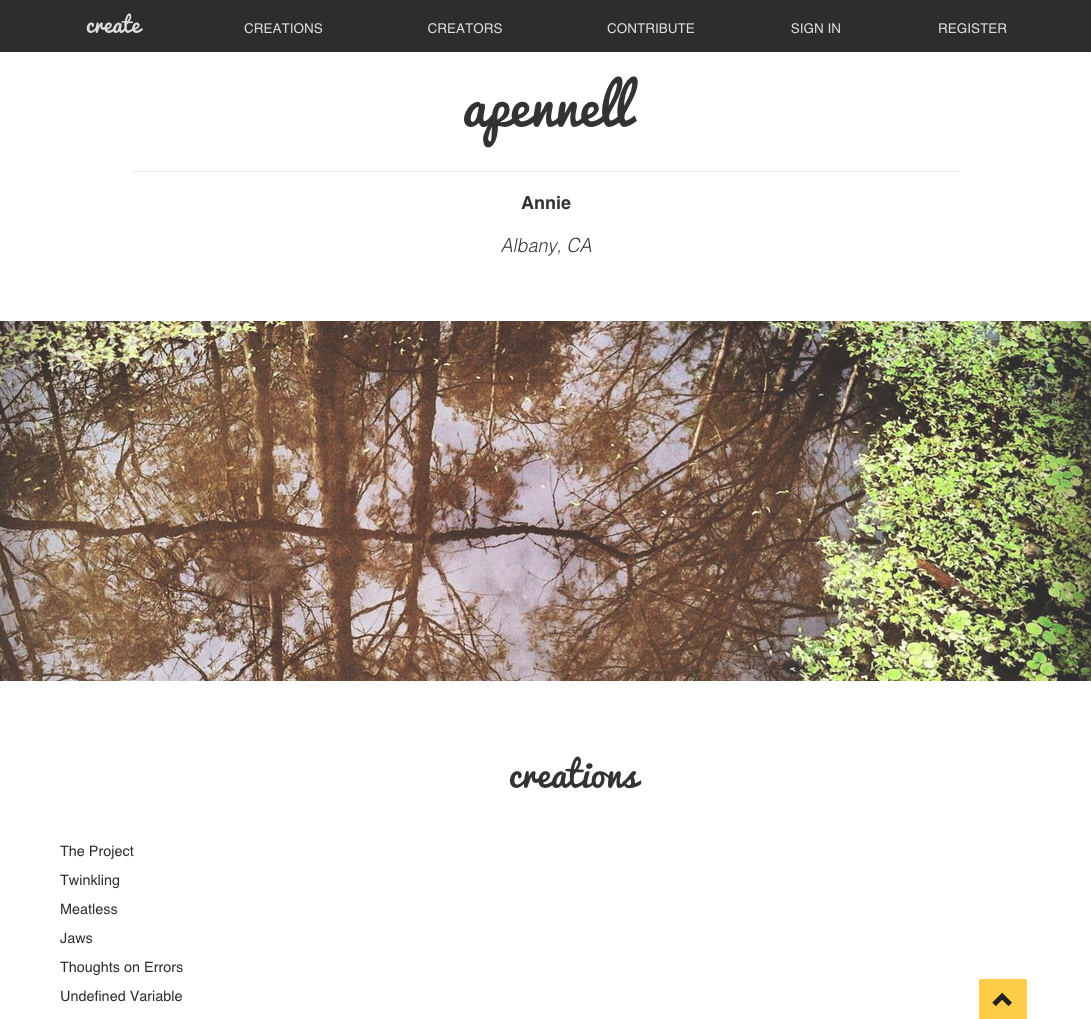 create CREATIONS CREATORS CONTRIBUTE SIGN IN REGISTER
apennell
Annie
Albany, CA
creations
The Project
Twinkling
Meatless
Jaws
Thoughts on Errors
Undefined Variable